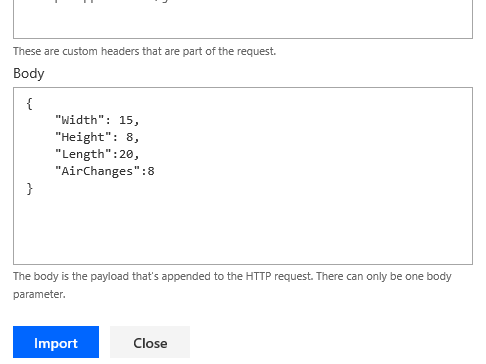 These are custom headers that are part of the request.
Body
{
    "Width": 15,
    "Height": 8,
    "Length":20,
    "AirChanges":8
}
The body is the payload that's appended to the HTTP request. There can only be one body
parameter.
Import Close